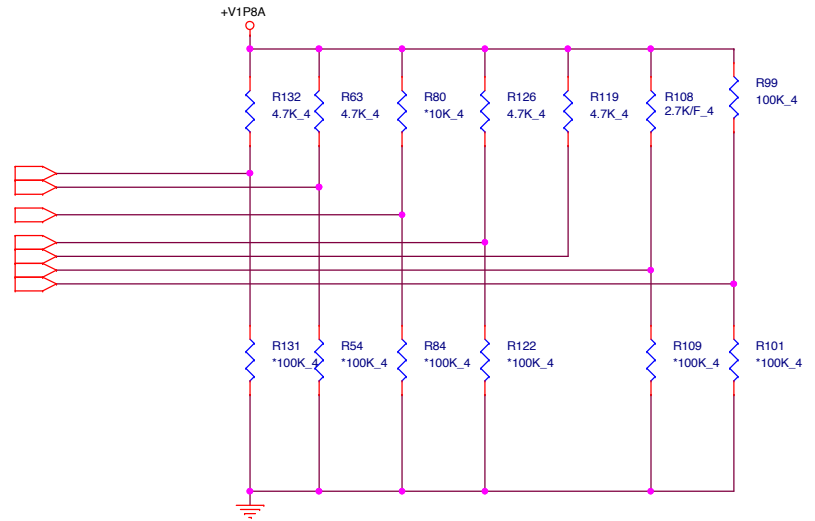 +V1P8A
R132
4.7K_4
R63
4.7K_4
R80
*10K_4
R126
4.7K_4
R119
4.7K_4
R108
2.7K/F_4
R99
100K_4
R131
*100K_4
R54
*100K_4
R84
*100K_4
R122
*100K_4
R109
*100K_4
R101
*100K_4